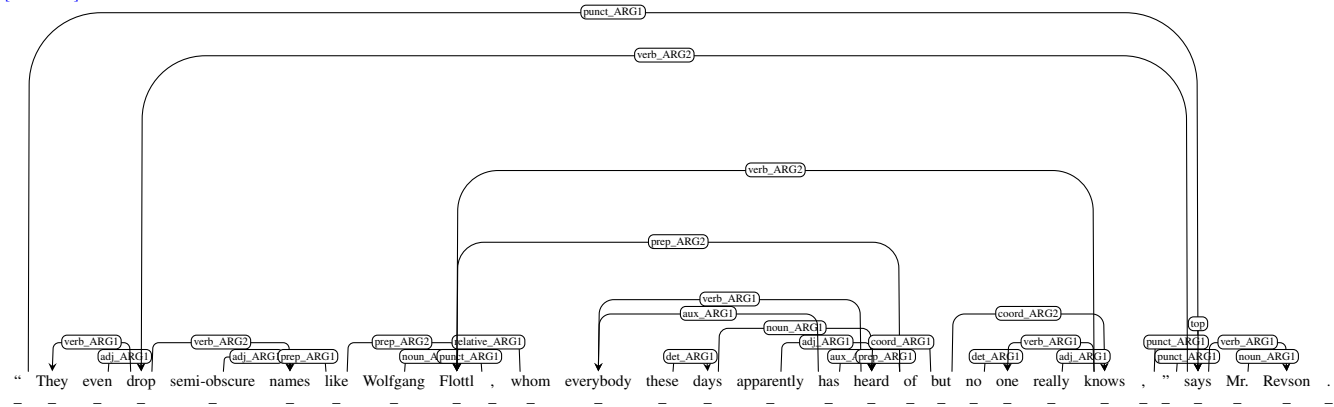 punct_ARG1
verb_ARG2
verb_ARG2
prep_ARG2
verb_ARG1
aux_ARG1 coord_ARG2
noun_ARG1 top
verb_ARG1 verb_ARG2 prep_ARG2 relative_ARG1 adj_ARG1 coord_ARG1 verb_ARG1 punct_ARG1 verb_ARG1
adj_ARG1 adj_ARG1 prep_ARG1 noun_A punct_ARG1 det_ARG1 aux_ prep_ARG1 det_ARG1 adj_ARG1 punct_ARG1 noun_ARG1
“ They even drop semi-obscure names like Wolfgang Flottl , whom everybody these days apparently has heard of but no one really knows , ” says Mr. Revson .